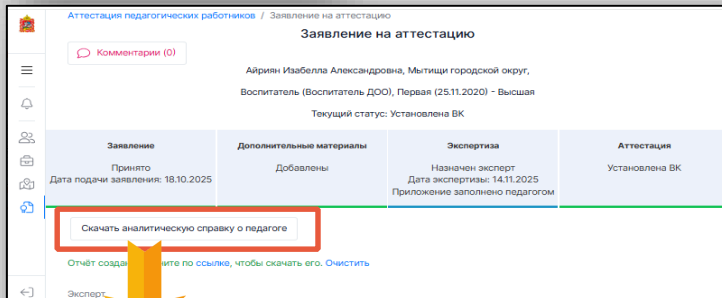 Аттестация педагогических работников / Заявление на аттестацию
Заявление на аттестацию
Комментарии (0)
Айриян Изабелла Александровна, Мытищи городской округ,
Воспитатель (Воспитатель ДОО), Первая (25.11.2020) - Высшая
Текущий статус: Установлена ВК
Заявление Дополнительные материалы Экспертиза Аттестация
Принято Добавлены Назначен эксперт Установлена ВК
Дата подачи заявления: 18.10.2025 Дата экспертизы: 14.11.2025
Приложение заполнено педагогом
Скачать аналитическую справку о педагоге
Отчёт по ссылке, чтобы скачать его. Очистить
Эксперт